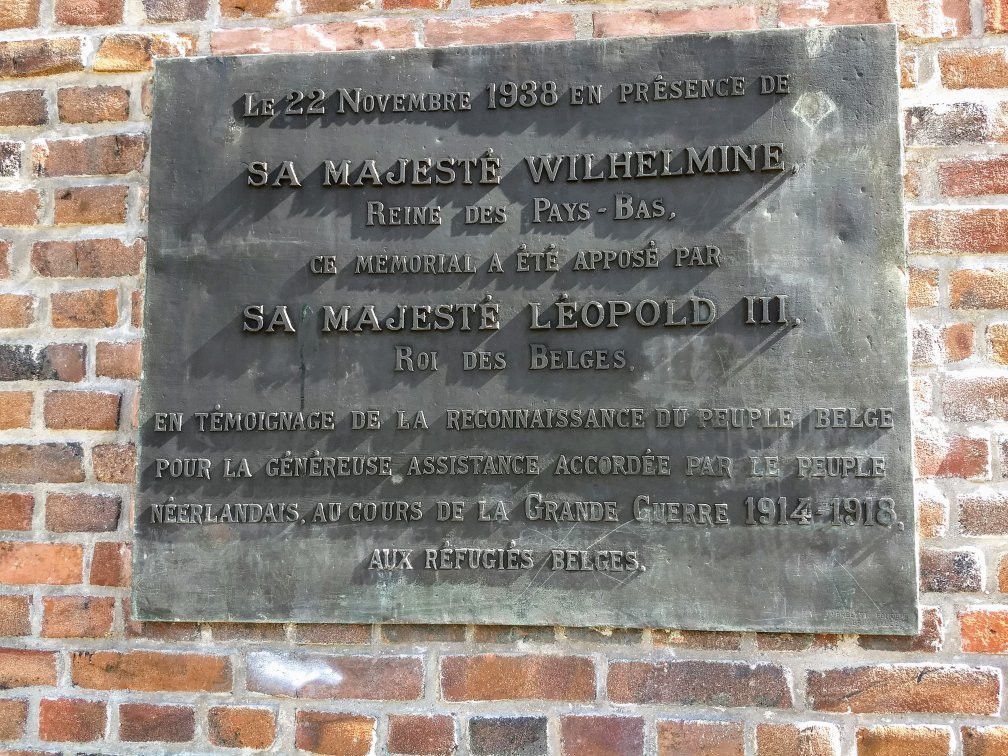 Le 22 Novembre 1938 en présence de
SA MAJESTÉ WILHELMINE,
Reine des Pays-Bas,
ce mémorial a été apposé par
SA MAJESTÉ LÉOPOLD III,
Roi des Belges,
en témoignage de la reconnaissance du peuple belge
pour la généreuse assistance accordée par le peuple
néerlandais, au cours de la Grande Guerre 1914-1918,
aux réfugiés belges.